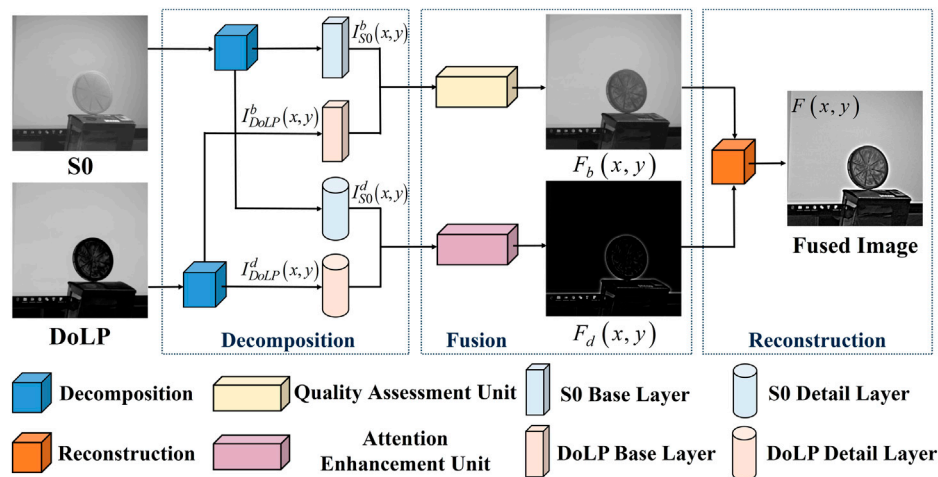 S0
DoLP
I^b_{S0}(x, y)
I^b_{DoLP}(x, y)
I^d_{S0}(x, y)
I^d_{DoLP}(x, y)
Decomposition
F_b (x, y)
F_d (x, y)
Fusion
F (x, y)
Fused Image
Reconstruction
Decomposition
Quality Assessment Unit
S0 Base Layer
S0 Detail Layer
Reconstruction
Attention
Enhancement Unit
DoLP Base Layer
DoLP Detail Layer